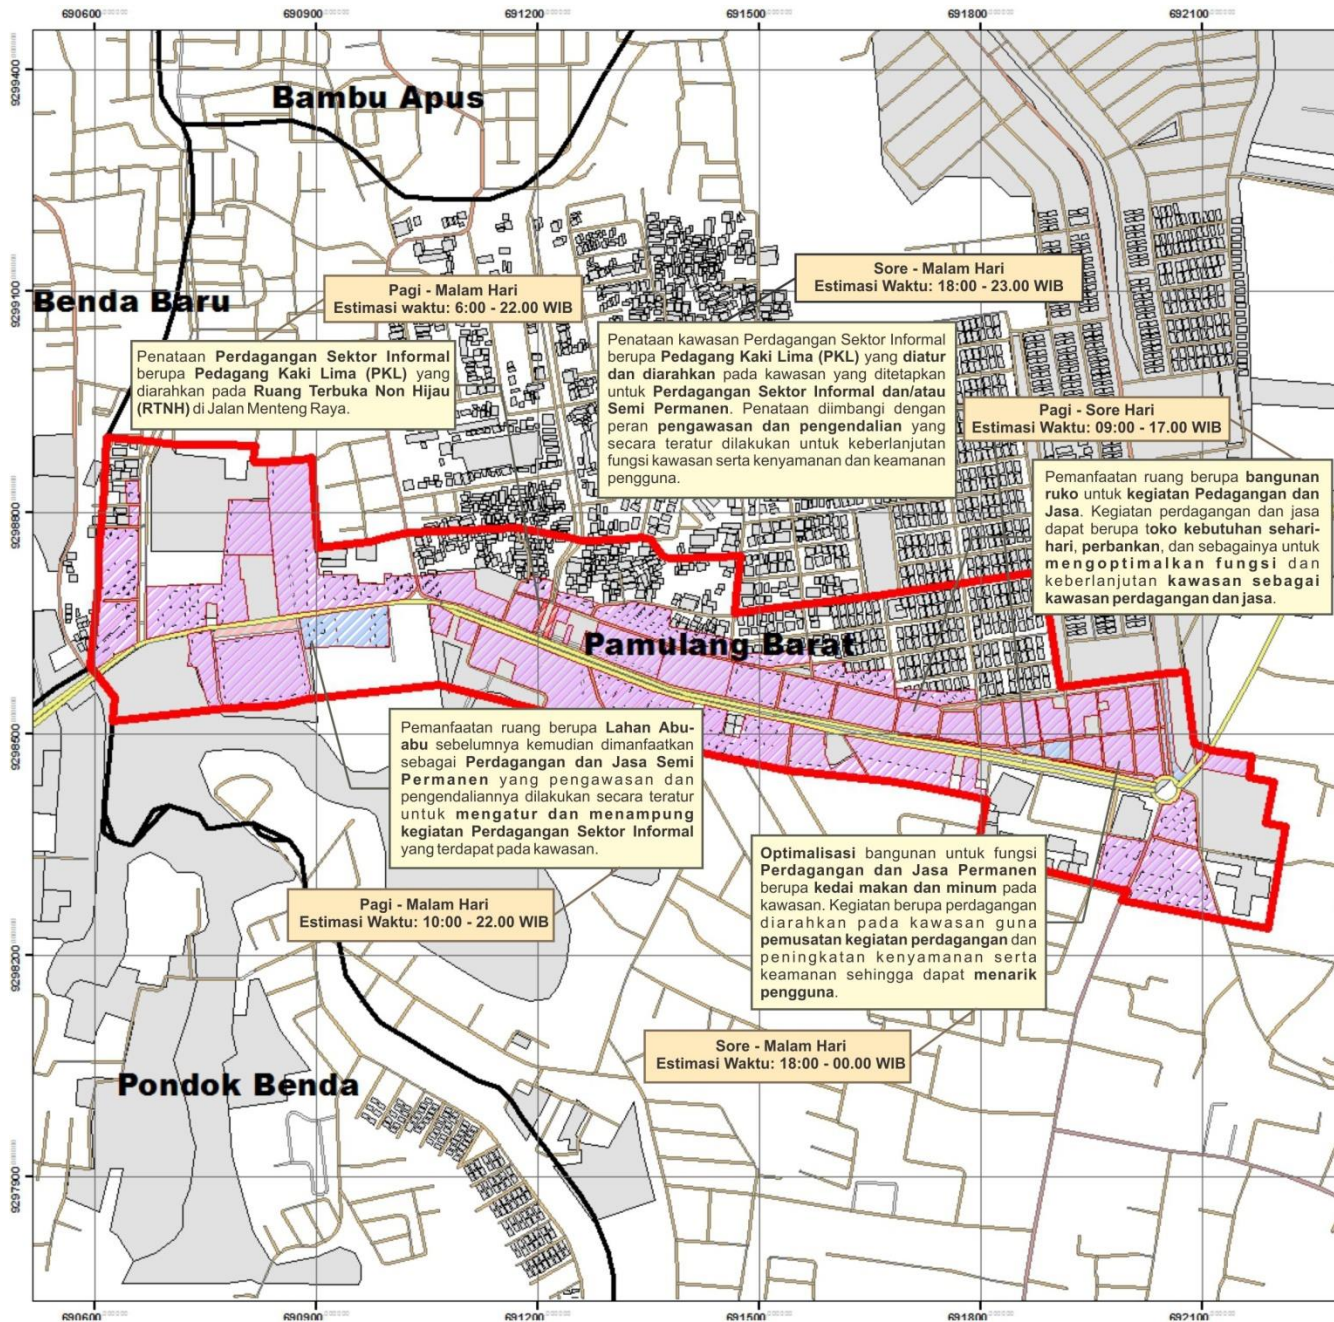 690600 690900 691200 691500 691800 692100
9299400
Bambu Apus
9299100
Benda Baru
Pagi - Malam Hari
Estimasi waktu: 6:00 - 22.00 WIB
Sore - Malam Hari
Estimasi Waktu: 18:00 - 23.00 WIB
Penataan Perdagangan Sektor Informal
berupa Pedagang Kaki Lima (PKL) yang
diarahkan pada Ruang Terbuka Non Hijau
(RTNH) di Jalan Menteng Raya.
Penataan kawasan Perdagangan Sektor Informal
berupa Pedagang Kaki Lima (PKL) yang diatur
dan diarahkan pada kawasan yang ditetapkan
untuk Perdagangan Sektor Informal dan/atau
Semi Permanen. Penataan diimbangi dengan
peran pengawasan dan pengendalian yang
secara teratur dilakukan untuk keberlanjutan
fungsi kawasan serta kenyamanan dan keamanan
pengguna.
Pagi - Sore Hari
Estimasi Waktu: 09:00 - 17.00 WIB
Pemanfaatan ruang berupa bangunan
ruko untuk kegiatan Pedagangan dan
Jasa. Kegiatan perdagangan dan jasa
dapat berupa toko kebutuhan sehari-
hari, perbankan, dan sebagainya untuk
mengoptimalkan fungsi dan
keberlanjutan kawasan sebagai
kawasan perdagangan dan jasa.
9298800
Pamulang Barat
9298500
Pemanfaatan ruang berupa Lahan Abu-
abu sebelumnya kemudian dimanfaatkan
sebagai Perdagangan dan Jasa Semi
Permanen yang pengawasan dan
pengendaliannya dilakukan secara teratur
untuk mengatur dan menampung
kegiatan Perdagangan Sektor Informal
yang terdapat pada kawasan.
Pagi - Malam Hari
Estimasi Waktu: 10:00 - 22.00 WIB
Optimalisasi bangunan untuk fungsi
Perdagangan dan Jasa Permanen
berupa kedai makan dan minum pada
kawasan. Kegiatan berupa perdagangan
diarahkan pada kawasan guna
pemusatan kegiatan perdagangan dan
peningkatan kenyamanan serta
keamanan sehingga dapat menarik
pengguna.
9298200
Sore - Malam Hari
Estimasi Waktu: 18:00 - 00.00 WIB
Pondok Benda
9297900
690600 690900 691200 691500 691800 692100